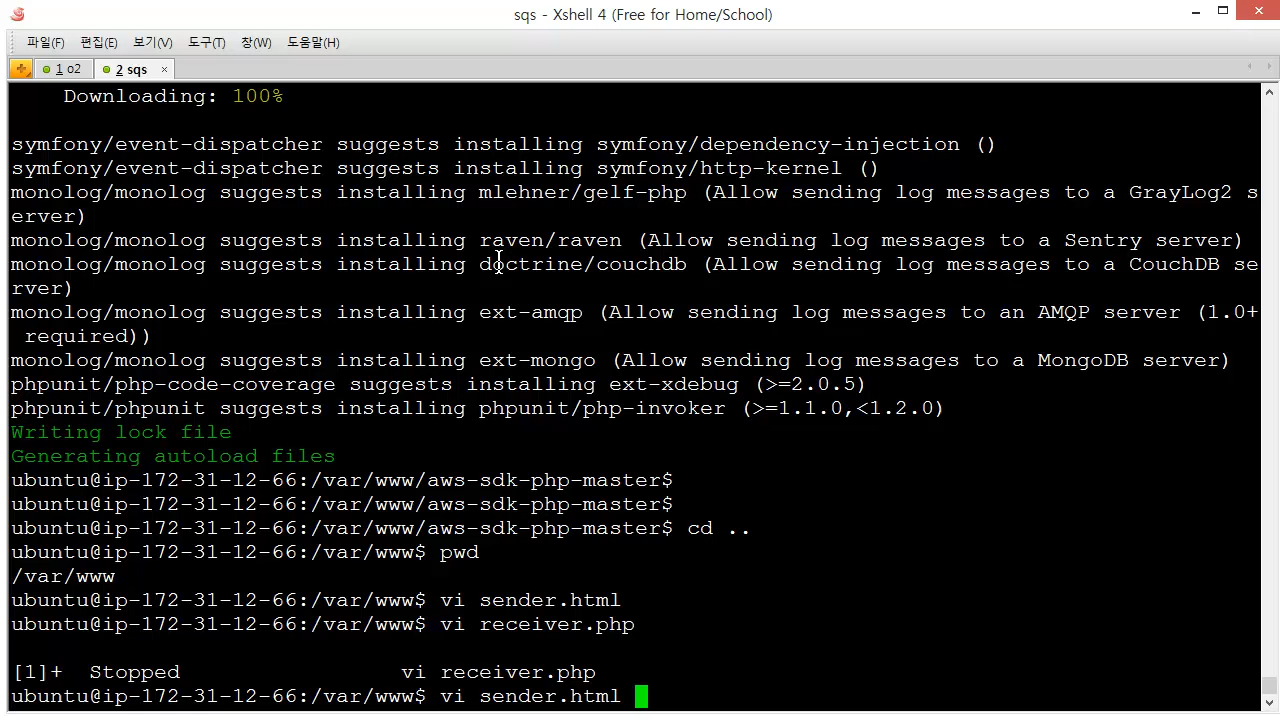 sqs - Xshell 4 (Free for Home/School)
파일(F) 편집(E) 보기(V) 도구(T) 창(W) 도움말(H)
1 o2 2 sqs ×
Downloading: 100%
symfony/event-dispatcher suggests installing symfony/dependency-injection ()
symfony/event-dispatcher suggests installing symfony/http-kernel ()
monolog/monolog suggests installing mlehner/gelf-php (Allow sending log messages to a GrayLog2 s
erver)
monolog/monolog suggests installing raven/raven (Allow sending log messages to a Sentry server)
monolog/monolog suggests installing doctrine/couchdb (Allow sending log messages to a CouchDB se
rver)
monolog/monolog suggests installing ext-amqp (Allow sending log messages to an AMQP server (1.0+
required))
monolog/monolog suggests installing ext-mongo (Allow sending log messages to a MongoDB server)
phpunit/php-code-coverage suggests installing ext-xdebug (>=2.0.5)
phpunit/phpunit suggests installing phpunit/php-invoker (>=1.1.0,<1.2.0)
Writing lock file
Generating autoload files
ubuntu@ip-172-31-12-66:/var/www/aws-sdk-php-master$
ubuntu@ip-172-31-12-66:/var/www/aws-sdk-php-master$
ubuntu@ip-172-31-12-66:/var/www/aws-sdk-php-master$ cd ..
ubuntu@ip-172-31-12-66:/var/www$ pwd
/var/www
ubuntu@ip-172-31-12-66:/var/www$ vi sender.html
ubuntu@ip-172-31-12-66:/var/www$ vi receiver.php
[1]+  Stopped                 vi receiver.php
ubuntu@ip-172-31-12-66:/var/www$ vi sender.html